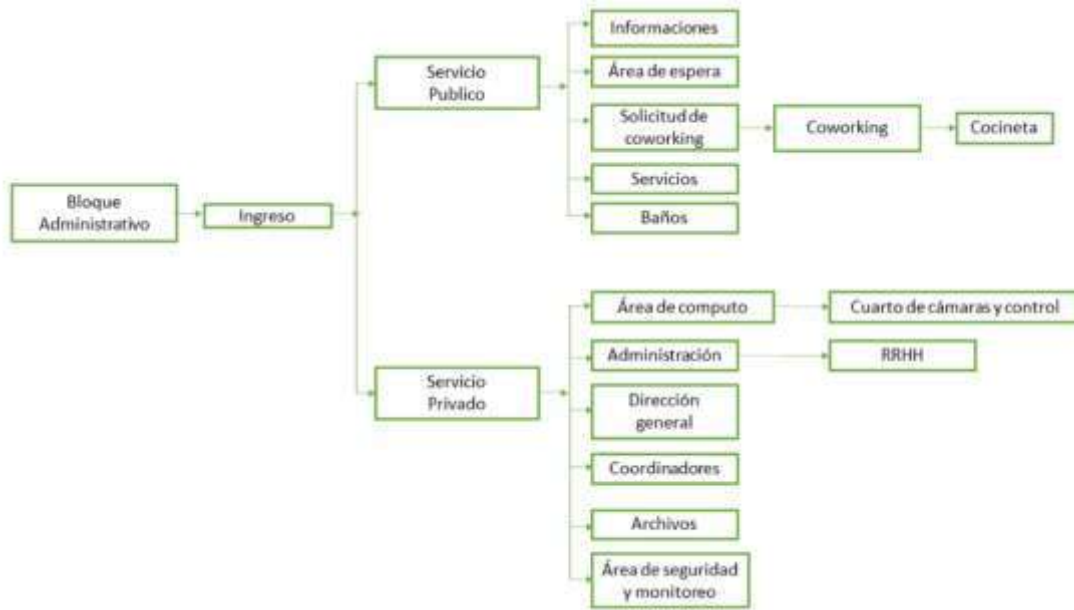 Informaciones
Servicio
Publico
Área de espera
Solicitud de
coworking
Coworking
Cocineta
Servicios
Baños
Bloque
Administrativo
Ingreso
Área de computo
Cuarto de cámaras y control
Administración
RRHH
Servicio
Privado
Dirección
general
Coordinadores
Archivos
Área de seguridad
y monitoreo